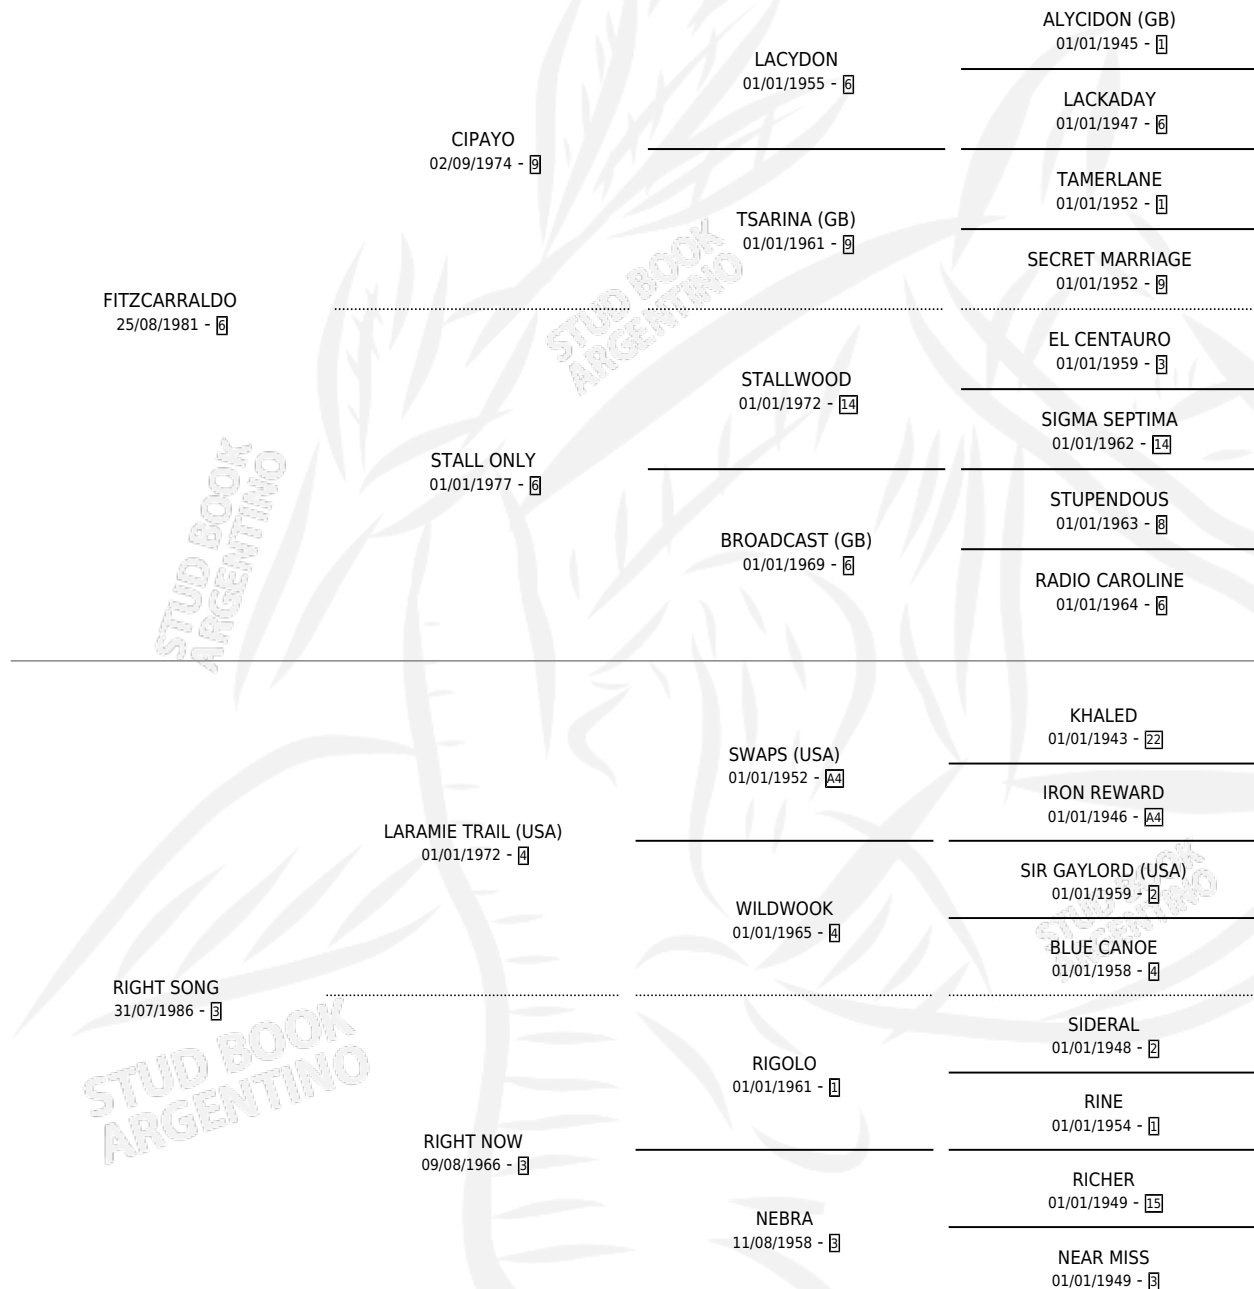 ALYCIDON (GB)
01/01/1945 - 1
LACYDON
01/01/1955 - 6
LACKADAY
01/01/1947 - 6
CIPAYO
02/09/1974 - 9
TAMERLANE
01/01/1952 - 1
TSARINA (GB)
01/01/1961 - 9
SECRET MARRIAGE
01/01/1952 - 9
FITZCARRALDO
25/08/1981 - 6
EL CENTAURO
01/01/1959 - 3
STALLWOOD
01/01/1972 - 14
SIGMA SEPTIMA
01/01/1962 - 14
STALL ONLY
01/01/1977 - 6
STUPENDOUS
01/01/1963 - 8
BROADCAST (GB)
01/01/1969 - 6
RADIO CAROLINE
01/01/1964 - 6
KHALED
01/01/1943 - 22
SWAPS (USA)
01/01/1952 - A4
IRON REWARD
01/01/1946 - A4
LARAMIE TRAIL (USA)
01/01/1972 - 4
SIR GAYLORD (USA)
01/01/1959 - 2
WILDWOOK
01/01/1965 - 4
BLUE CANOE
01/01/1958 - 4
RIGHT SONG
31/07/1986 - 3
SIDERAL
01/01/1948 - 2
RIGOLO
01/01/1961 - 1
RINE
01/01/1954 - 1
RIGHT NOW
09/08/1966 - 3
RICHER
01/01/1949 - 15
NEBRA
11/08/1958 - 3
NEAR MISS
01/01/1949 - 3
STUD BOOK
ARGENTINO
STUD BOOK
ARGENTINO
STUD BOOK
ARGENTINO
STUD BOOK
ARGENTINO